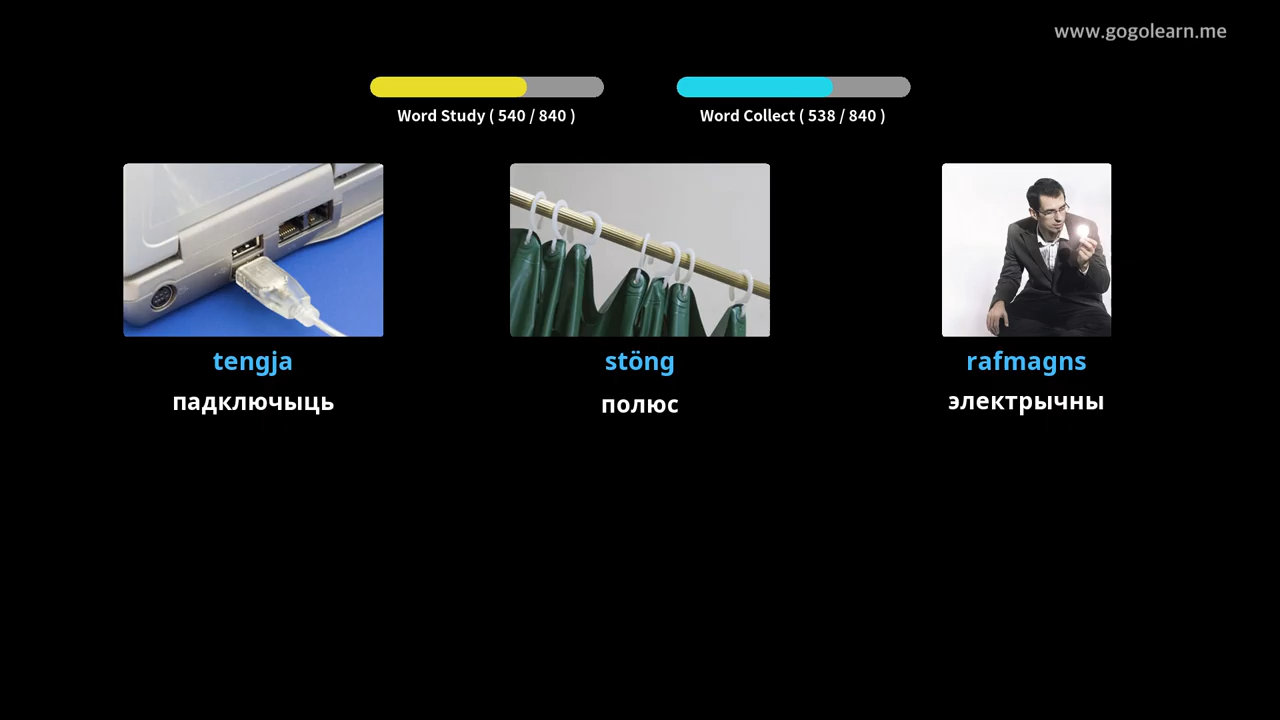 www.gogolearn.me
Word Study ( 540 / 840 )
Word Collect ( 538 / 840 )
tengja
stöng
rafmagns
падключыць
полюс
электрычны